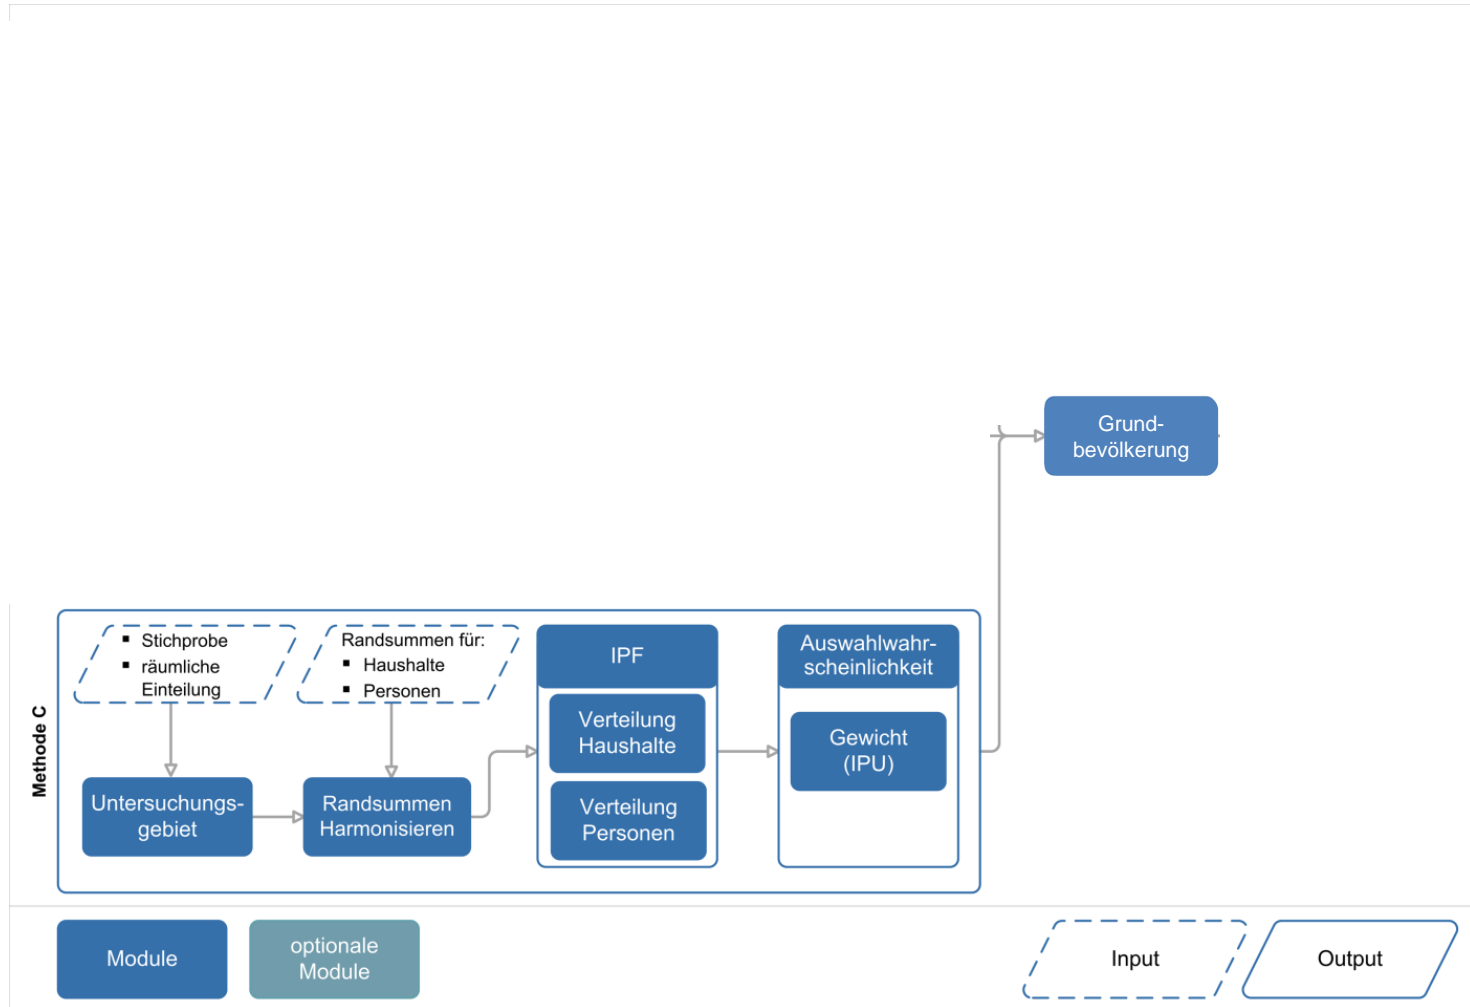 Grund-
bevölkerung
Methode C
▪ Stichprobe
▪ räumliche
Einteilung
Randsummen für:
▪ Haushalte
▪ Personen
IPF
Auswahlwahr-
scheinlichkeit
Verteilung
Haushalte
Gewicht
(IPU)
Untersuchungs-
gebiet
Randsummen
Harmonisieren
Verteilung
Personen
Module
optionale
Module
Input
Output